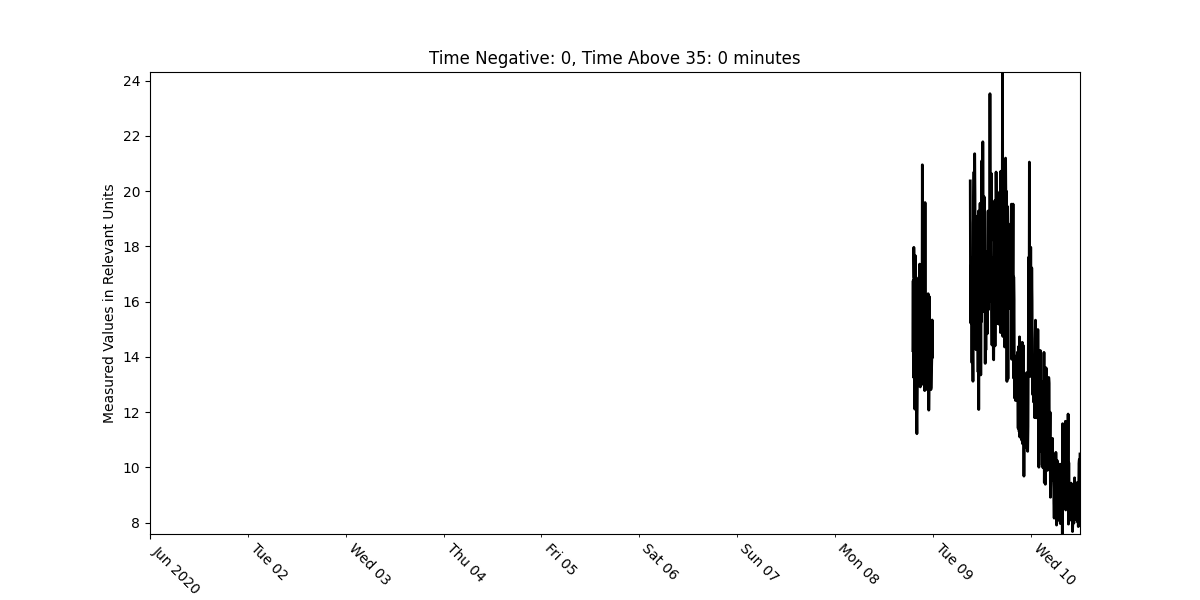 Time Negative: 0, Time Above 35: 0 minutes
Measured Values in Relevant Units
24
22
20
18
16
14
12
10
8
Jun 2020
Tue 02
Wed 03
Thu 04
Fri 05
Sat 06
Sun 07
Mon 08
Tue 09
Wed 10